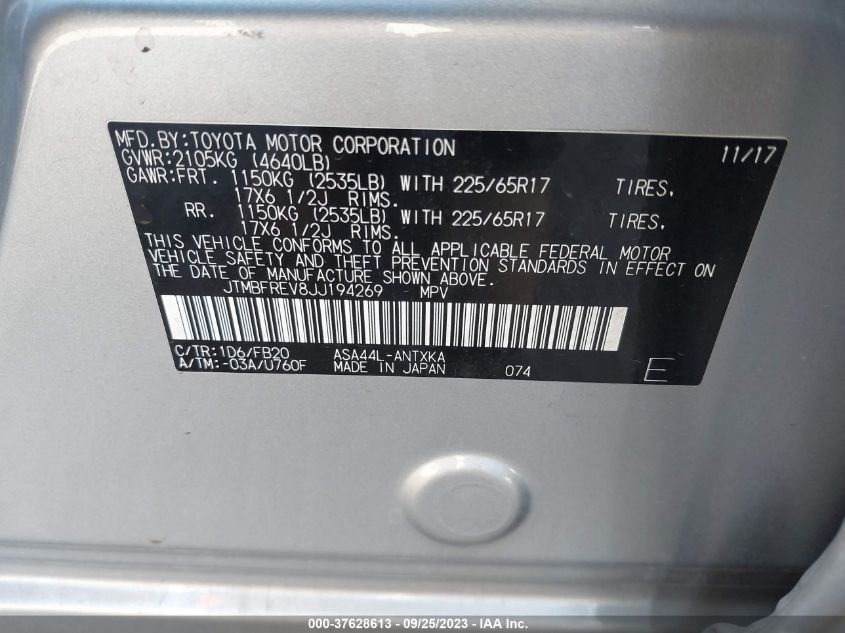 MFD.BY:TOYOTA MOTOR CORPORATION 11/17
GVWR:2105KG (4640LB)
GAWR:FRT. 1150KG (2535LB) WITH 225/65R17 TIRES,
17X6 1/2J RIMS.
RR. 1150KG (2535LB) WITH 225/65R17 TIRES,
17X6 1/2J RIMS.
THIS VEHICLE CONFORMS TO ALL APPLICABLE FEDERAL MOTOR
VEHICLE SAFETY AND THEFT PREVENTION STANDARDS IN EFFECT ON
THE DATE OF MANUFACTURE SHOWN ABOVE.
JTMBFREV8JJ194269 MPV
C/TR:1D6/FB20 ASA44L-ANTXKA
A/TM:-03A/U760F MADE IN JAPAN 074 E
000-37628613 - 09/25/2023 - IAA Inc.